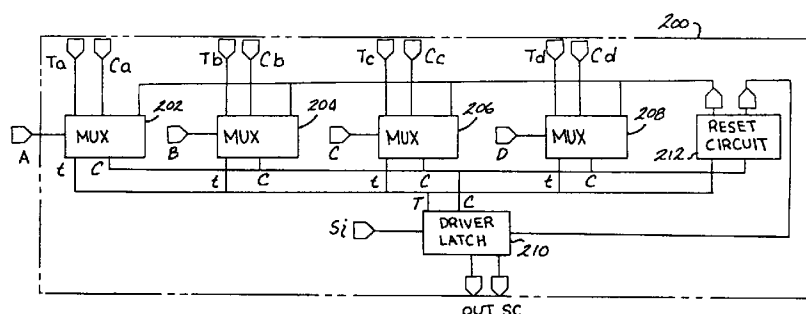 200
Ta Ca Tb Cb Tc Cc Td Cd
202 204 206 208
MUX MUX MUX MUX RESET CIRCUIT
A B C D 212
t C t C t C t C
T C
Si DRIVER LATCH 210
OUT SC